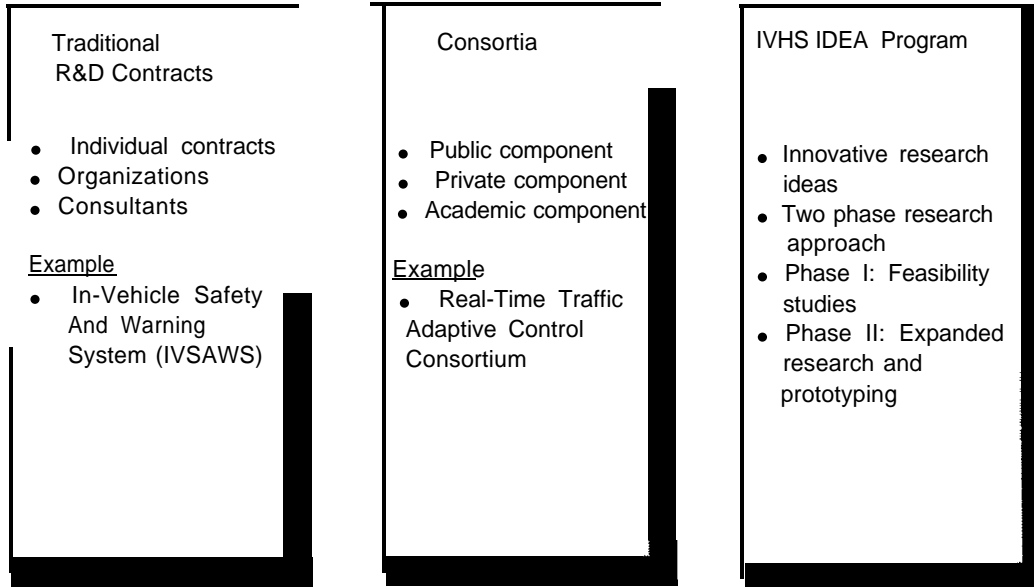 Traditional
R&D Contracts
● Individual contracts
● Organizations
● Consultants
Example
● In-Vehicle Safety
And Warning
System (IVSAWS)
Consortia
● Public component
● Private component
● Academic component
Example
● Real-Time Traffic
Adaptive Control
Consortium
IVHS IDEA Program
● Innovative research
ideas
● Two phase research
approach
● Phase I: Feasibility
studies
● Phase II: Expanded
research and
prototyping